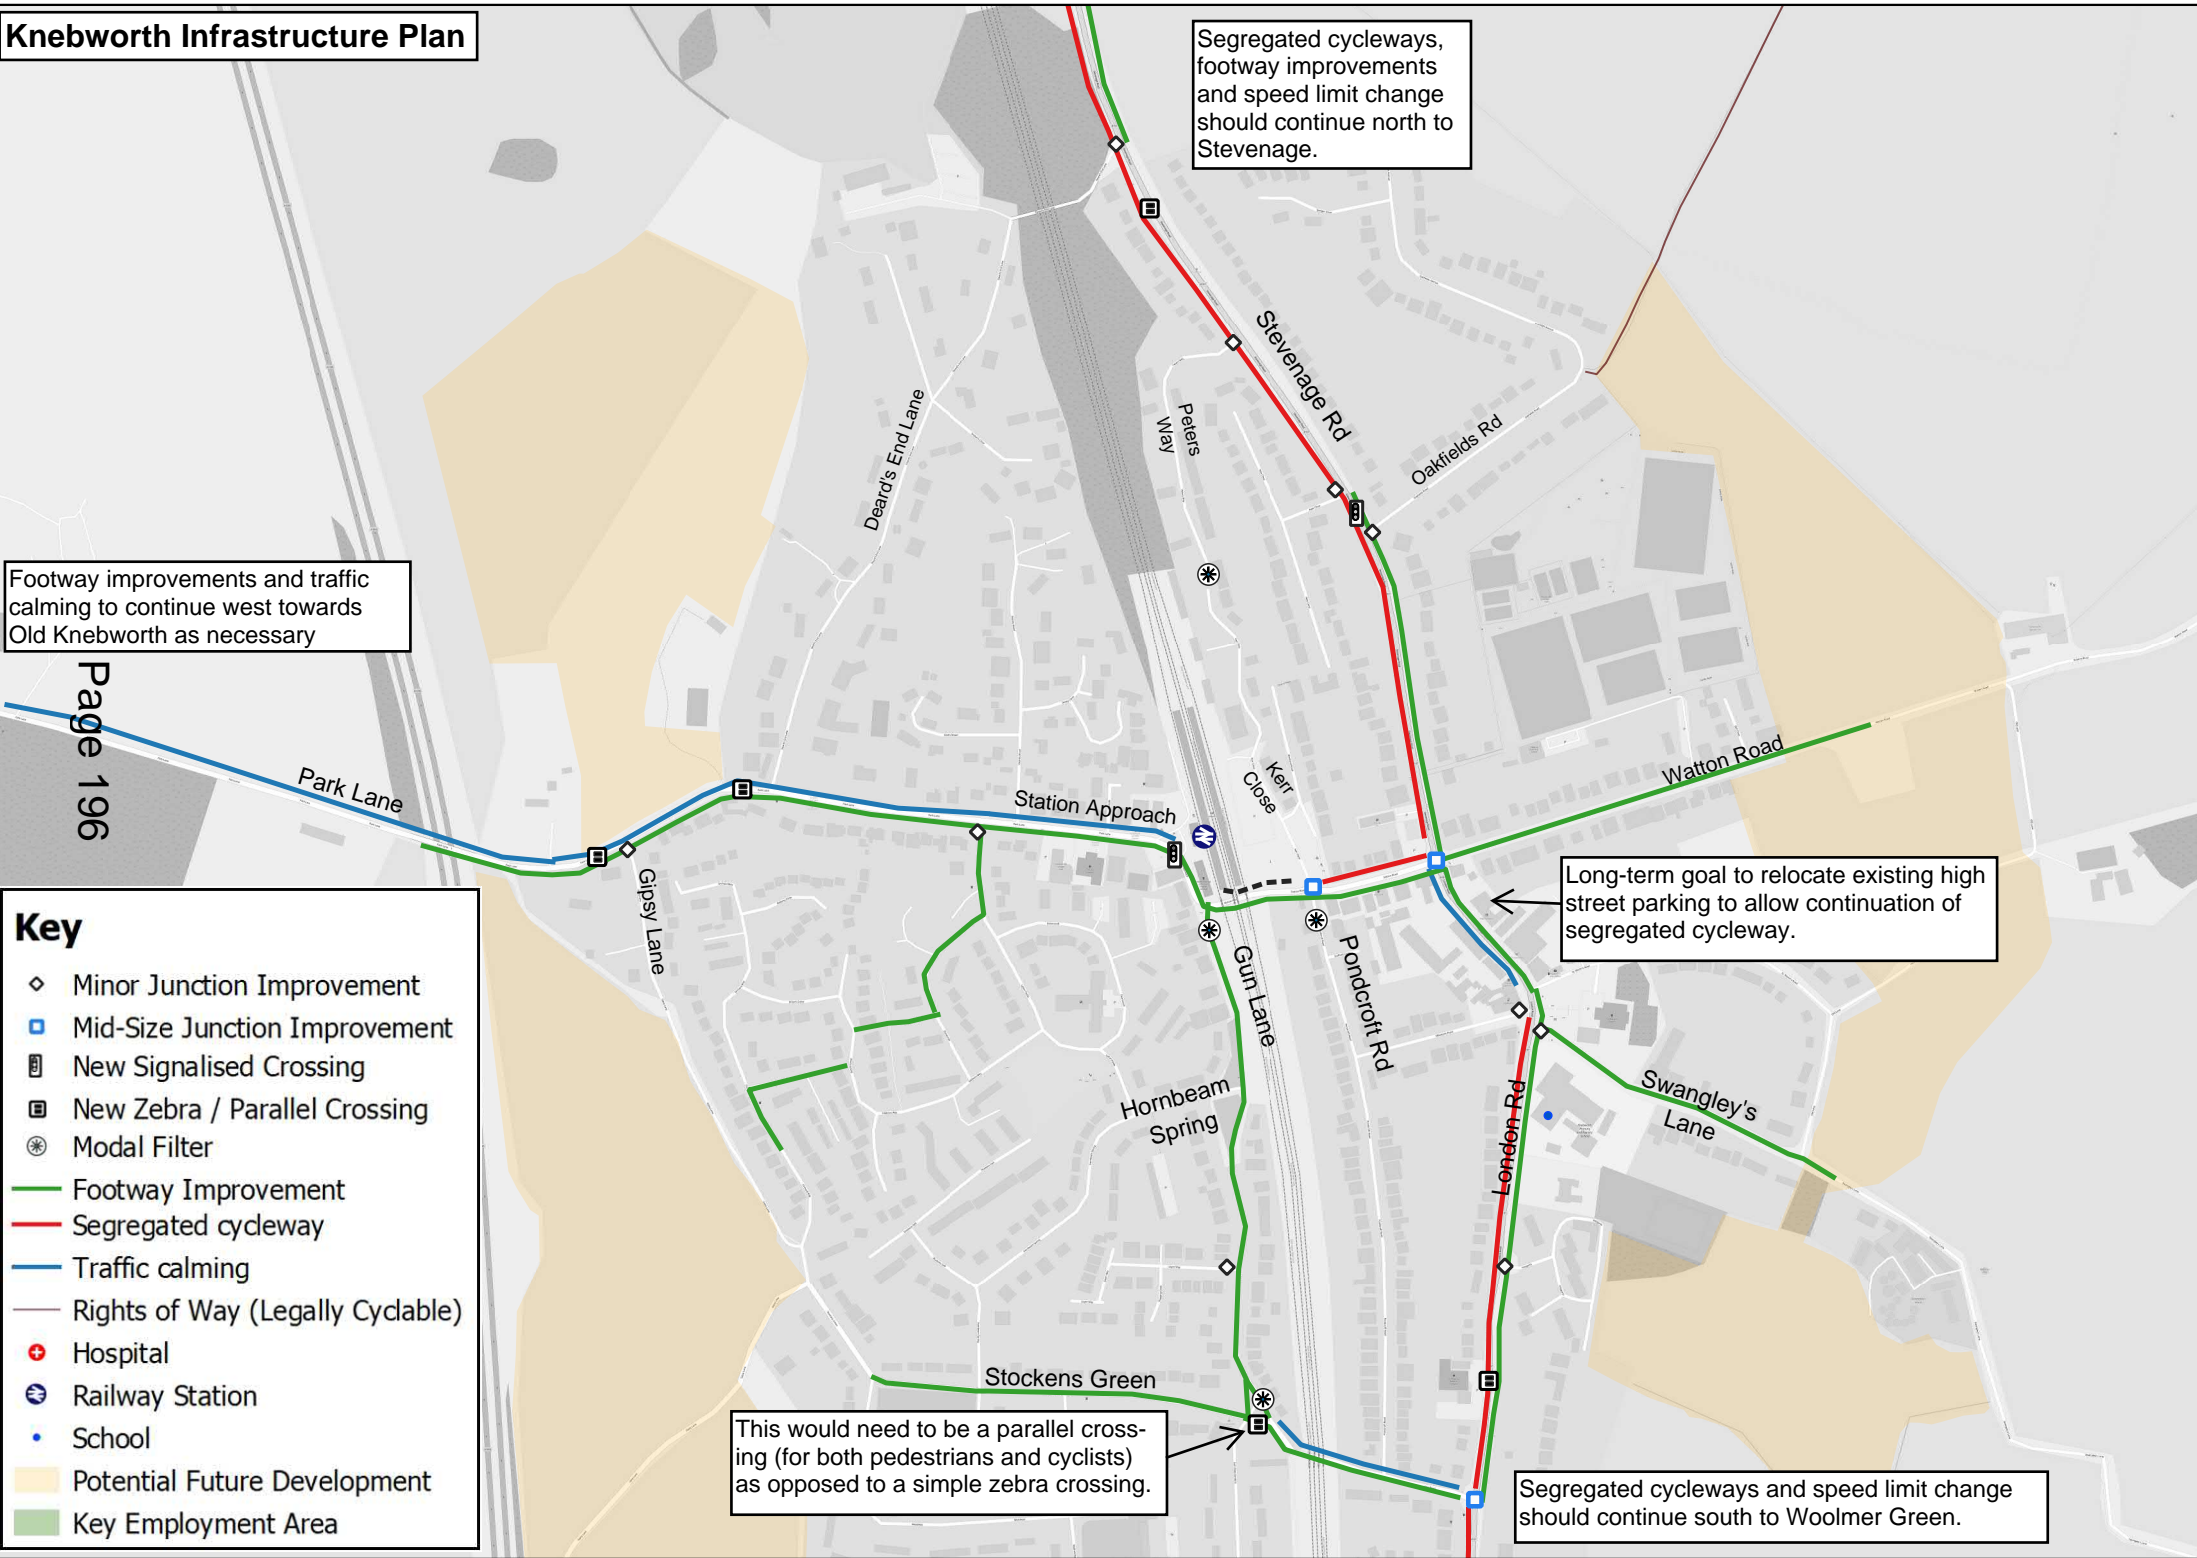 Knebworth Infrastructure Plan
Segregated cycleways,
footway improvements
and speed limit change
should continue north to
Stevenage.
Stevenage Rd
Peters
Way
Oakfields Rd
Deard's End Lane
Footway improvements and traffic
calming to continue west towards
Old Knebworth as necessary
Page 196
Park Lane
Station Approach
Kerr
Close
Watton Road
Gipsy Lane
Gun Lane
Pondcroft Rd
Long-term goal to relocate existing high
street parking to allow continuation of
segregated cycleway.
Hornbeam
Spring
London Rd
Swangley's
Lane
Stockens Green
This would need to be a parallel cross-
ing (for both pedestrians and cyclists)
as opposed to a simple zebra crossing.
Segregated cycleways and speed limit change
should continue south to Woolmer Green.
Key
Minor Junction Improvement
Mid-Size Junction Improvement
New Signalised Crossing
New Zebra / Parallel Crossing
Modal Filter
Footway Improvement
Segregated cycleway
Traffic calming
Rights of Way (Legally Cyclable)
Hospital
Railway Station
School
Potential Future Development
Key Employment Area